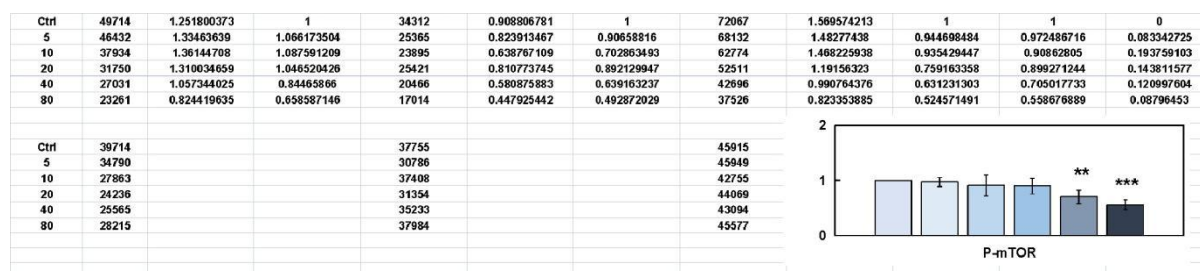 Ctrl 49714 1.251800373 1 34312 0.908806781 1 72067 1.569574213 1 1 0
5 46432 1.33463639 1.066173504 25365 0.823913467 0.90658816 68132 1.48277438 0.944698484 0.972486716 0.083342725
10 37934 1.36144708 1.087591209 23895 0.638767109 0.702863493 62774 1.468225938 0.935429447 0.90862805 0.193759103
20 31750 1.310034659 1.046520426 25421 0.810773745 0.892129947 52511 1.19156323 0.759163358 0.899271244 0.143811577
40 27031 1.057344025 0.84465866 20466 0.580875883 0.639163237 42696 0.990764376 0.631231303 0.705017733 0.120997604
80 23261 0.824419635 0.658587146 17014 0.447925442 0.492872029 37526 0.823353885 0.524571491 0.558676889 0.08796453
Ctrl 39714 37755 45915
5 34790 30786 45949
10 27863 37408 42755
20 24236 31354 44069
40 25565 35233 43094
80 28215 37984 45577
2
1
0
** ***
P-mTOR